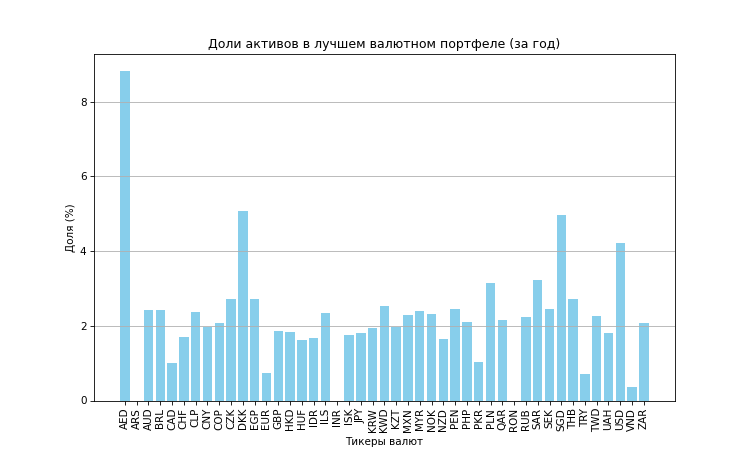 Доли активов в лучшем валютном портфеле (за год)
Доля (%)
8
6
4
2
0
AED ARS AUD BRL CAD CHF CLP CNY COP CZK DKK EGP EUR GBP HKD HUF IDR ILS INR ISK JPY KRW KWD KZT MXN MYR NOK NZD PEN PHP PKR PLN QAR RON RUB SAR SEK SGD THB TRY TWD UAH USD VND ZAR
Тикеры валют